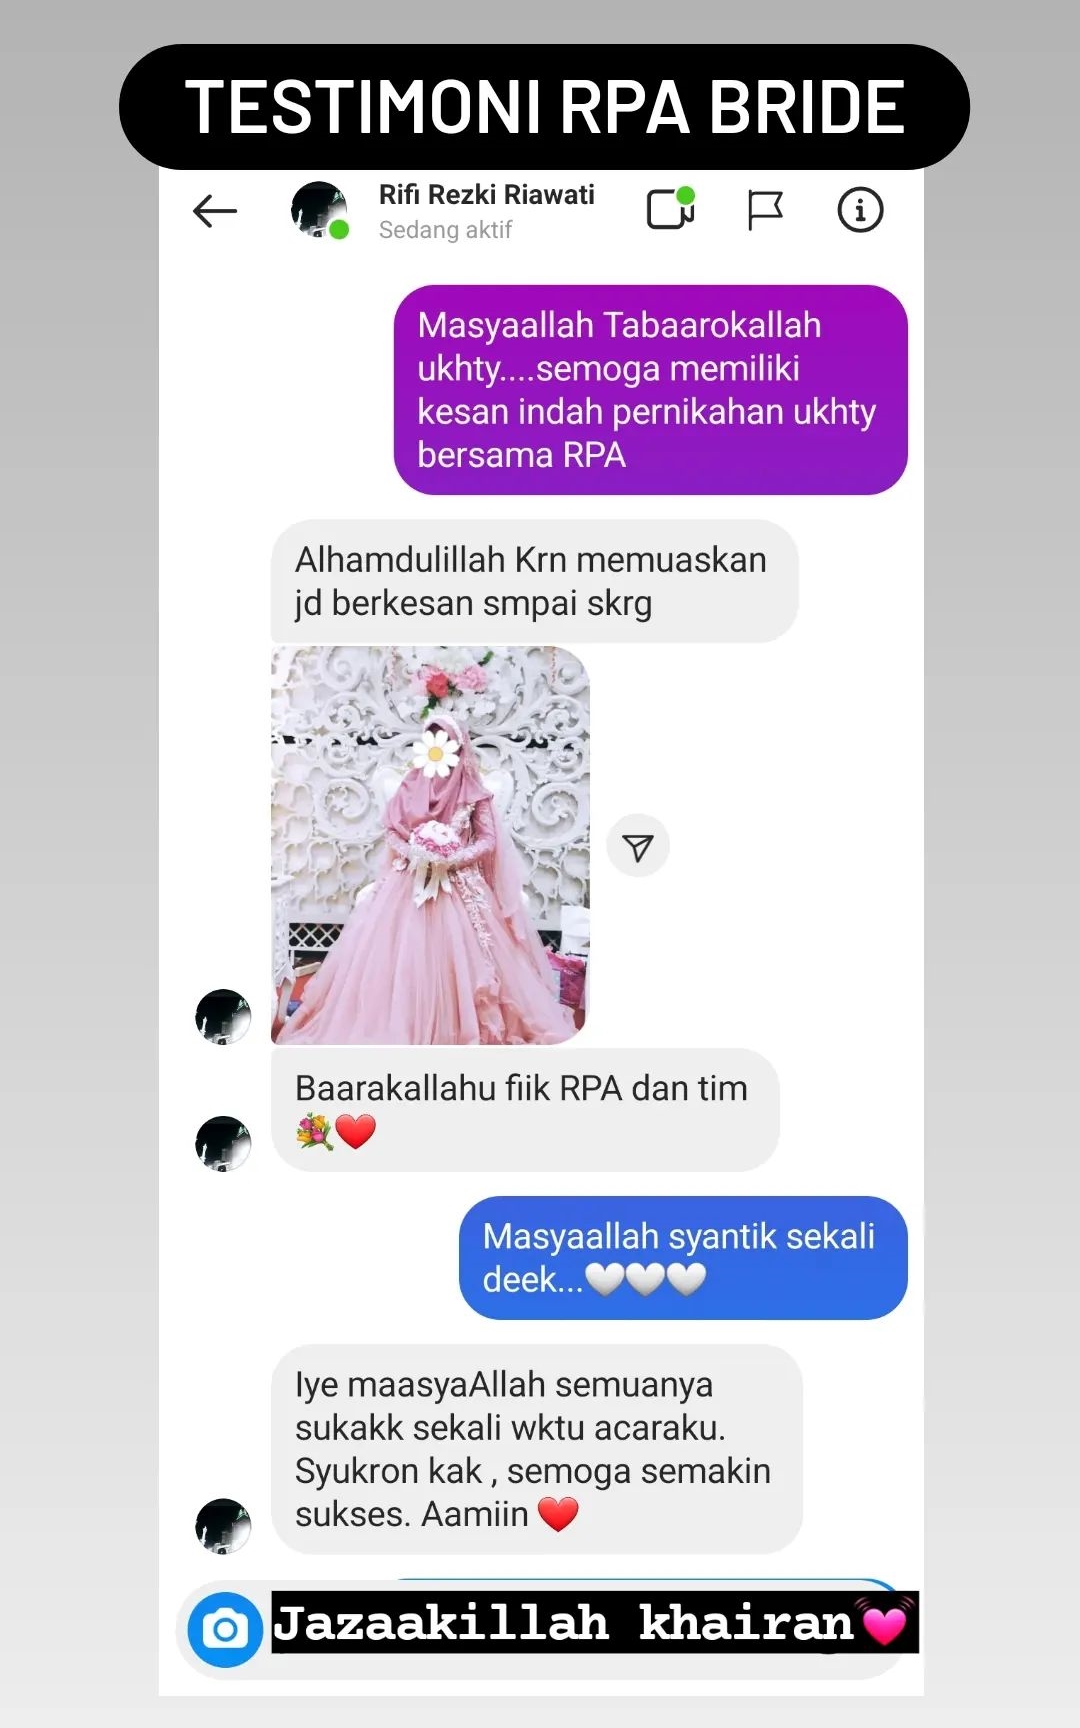 TESTIMONI RPA BRIDE
Rifi Rezki Riawati
Sedang aktif
Masyaallah Tabaarokallah
ukhty....semoga memiliki
kesan indah pernikahan ukhty
bersama RPA
Alhamdulillah Krn memuaskan
jd berkesan smpai skrg
Baarakallahu fiik RPA dan tim
💐❤️
Masyaallah syantik sekali
deek...🤍🤍🤍
Iye maasyaAllah semuanya
sukakk sekali wktu acaraku.
Syukron kak , semoga semakin
sukses. Aamiin ❤️
Jazaakillah khairan💓